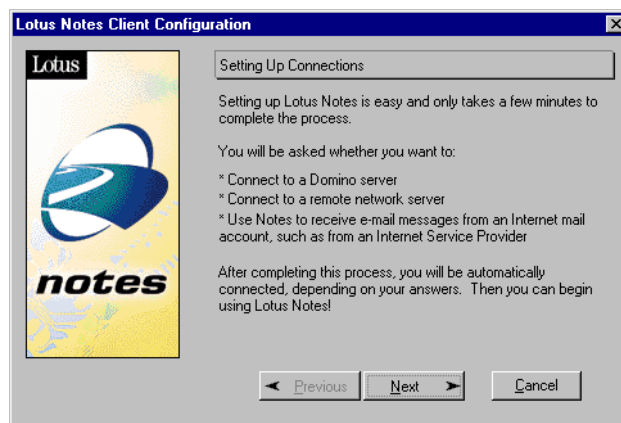 Lotus Notes Client Configuration
Lotus
notes
Setting Up Connections
Setting up Lotus Notes is easy and only takes a few minutes to
complete the process.
You will be asked whether you want to:
* Connect to a Domino server
* Connect to a remote network server
* Use Notes to receive e-mail messages from an Internet mail
account, such as from an Internet Service Provider
After completing this process, you will be automatically
connected, depending on your answers.  Then you can begin
using Lotus Notes!
Previous
Next
Cancel